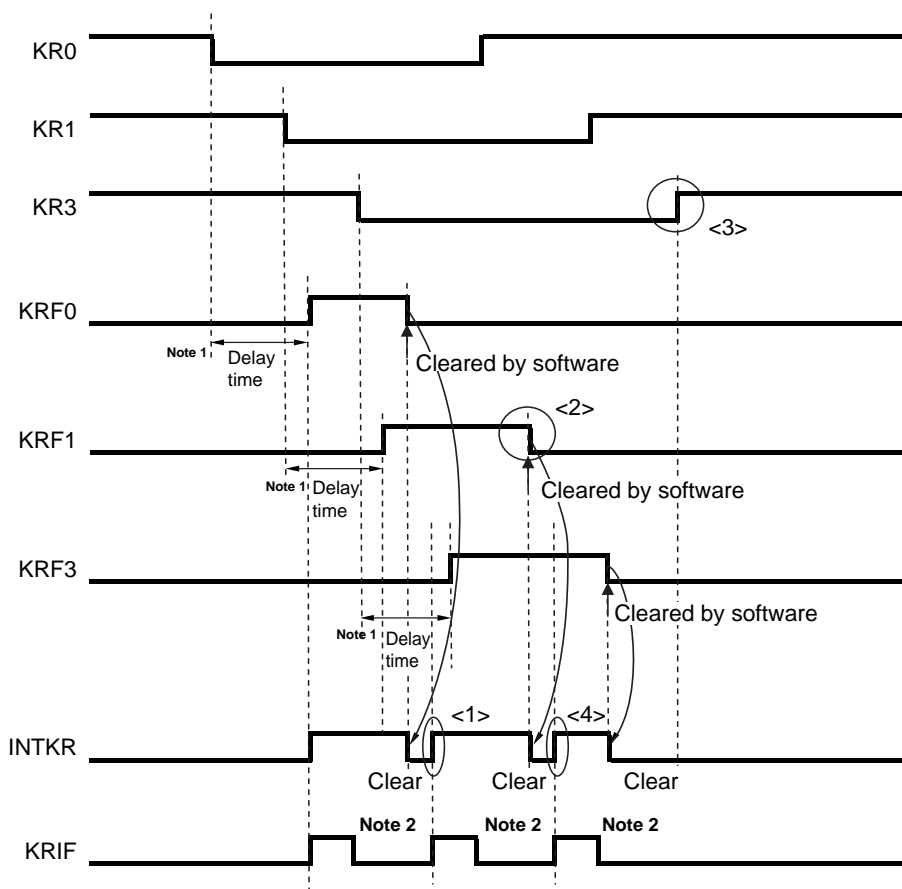 KR0
KR1
KR3
<3>
KRF0
Note 1 Delay
time
Cleared by software
<2>
KRF1
Note 1 Delay
time
Cleared by software
KRF3
Cleared by software
Note 1 Delay
time
<1>
<4>
INTKR
Clear
Clear
Clear
Note 2
Note 2
Note 2
KRIF